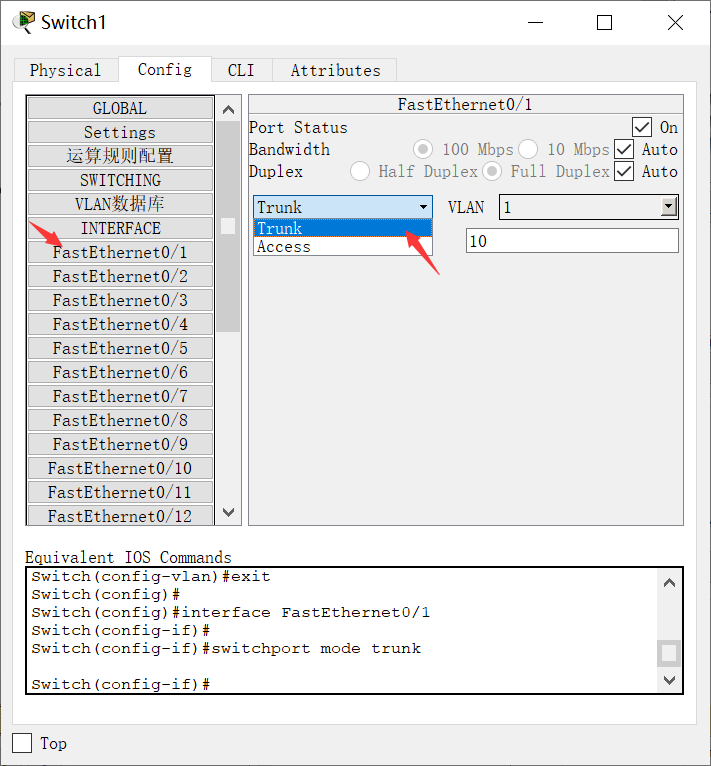 Switch1
Physical Config CLI Attributes
GLOBAL
Settings
运算规则配置
SWITCHING
VLAN数据库
INTERFACE
FastEthernet0/1
FastEthernet0/2
FastEthernet0/3
FastEthernet0/4
FastEthernet0/5
FastEthernet0/6
FastEthernet0/7
FastEthernet0/8
FastEthernet0/9
FastEthernet0/10
FastEthernet0/11
FastEthernet0/12
FastEthernet0/1
Port Status On
Bandwidth 100 Mbps 10 Mbps Auto
Duplex Half Duplex Full Duplex Auto
Trunk VLAN 1
Trunk
Access
10
Equivalent IOS Commands
Switch(config-vlan)#exit
Switch(config)#
Switch(config)#interface FastEthernet0/1
Switch(config-if)#
Switch(config-if)#switchport mode trunk
Switch(config-if)#
Top